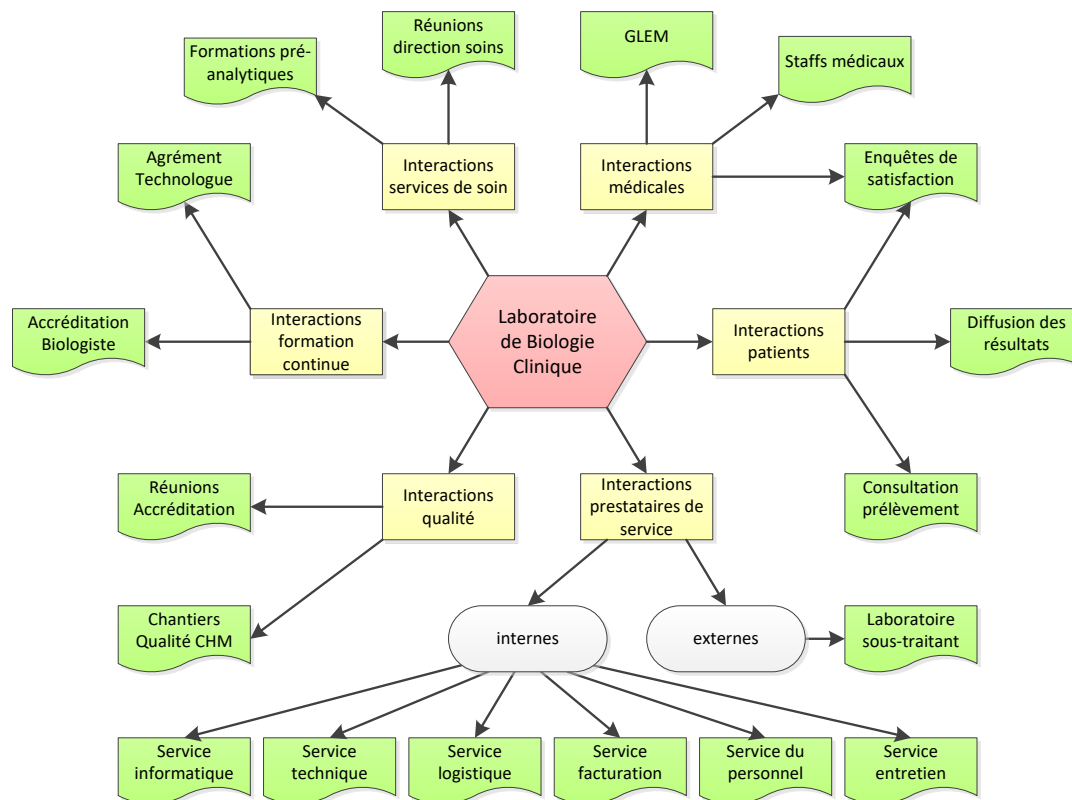 Réunions
direction soins
GLEM
Formations pré-
analytiques
Staffs médicaux
Agrément
Technologue
Interactions
services de soin
Interactions
médicales
Enquêtes de
satisfaction
Accréditation
Biologiste
Interactions
formation
continue
Laboratoire
de Biologie
Clinique
Interactions
patients
Diffusion des
résultats
Réunions
Accréditation
Interactions
qualité
Interactions
prestataires de
service
Consultation
prélèvement
Chantiers
Qualité CHM
internes
externes
Laboratoire
sous-traitant
Service
informatique
Service
technique
Service
logistique
Service
facturation
Service du
personnel
Service
entretien